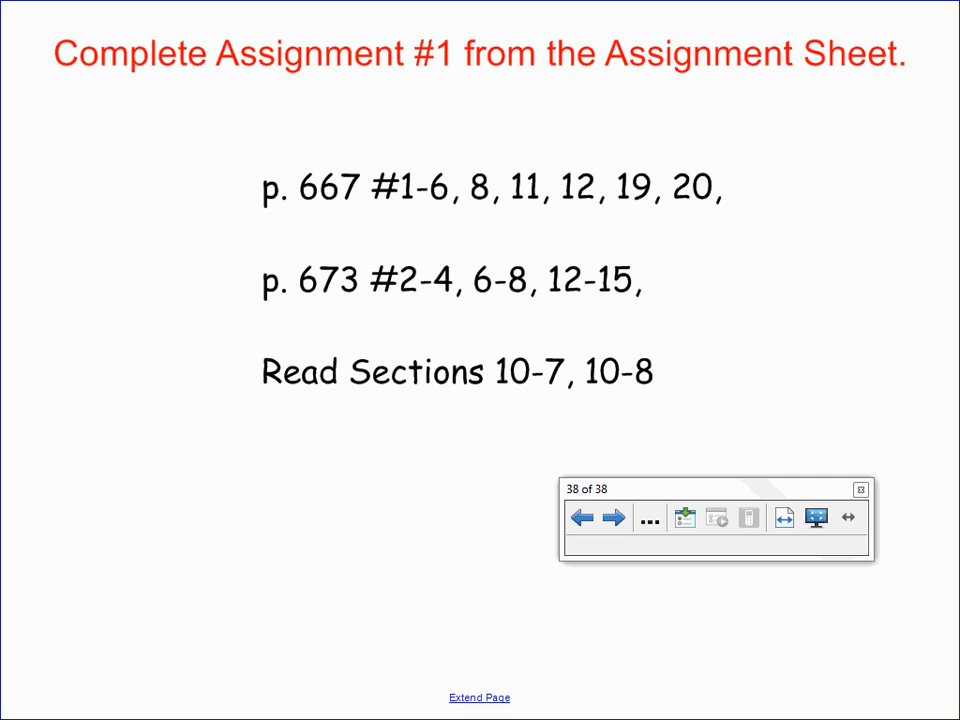 Complete Assignment #1 from the Assignment Sheet.
p. 667 #1-6, 8, 11, 12, 19, 20,
p. 673 #2-4, 6-8, 12-15,
Read Sections 10-7, 10-8
38 of 38
...
Extend Page